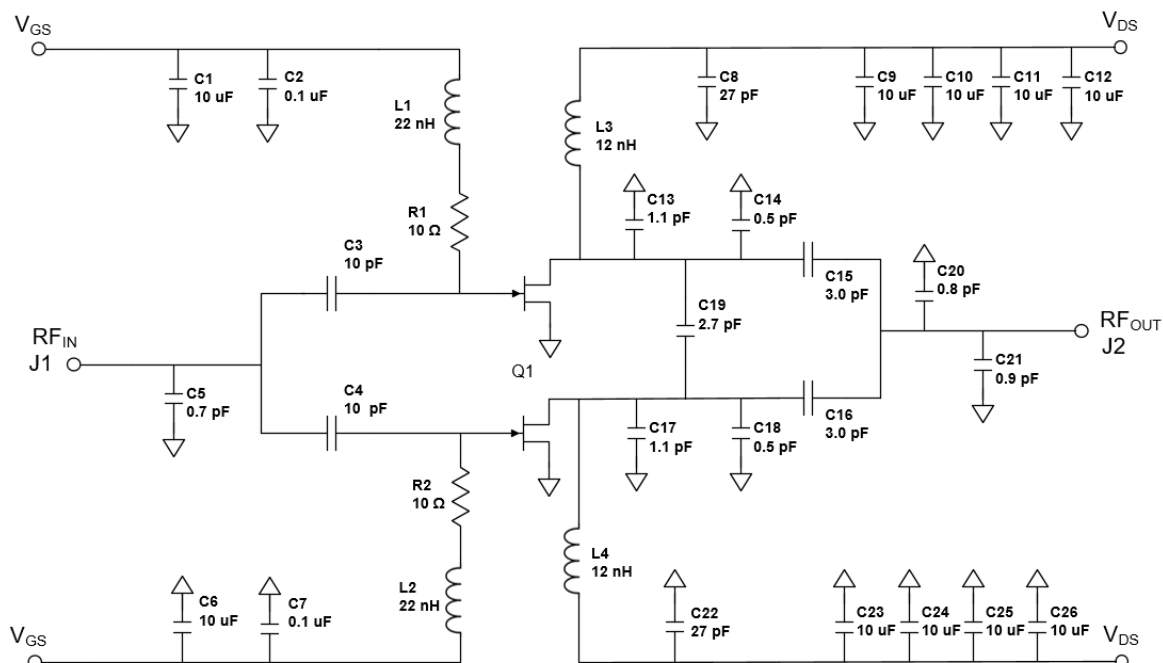 VGS
VDS
C1
10 uF
C2
0.1 uF
L1
22 nH
C8
27 pF
C9
10 uF
C10
10 uF
C11
10 uF
C12
10 uF
L3
12 nH
R1
10 Ω
C13
1.1 pF
C14
0.5 pF
C3
10 pF
C15
3.0 pF
C20
0.8 pF
C19
2.7 pF
RFIN
J1
RFOUT
J2
C5
0.7 pF
C4
10 pF
Q1
C21
0.9 pF
C16
3.0 pF
C17
1.1 pF
C18
0.5 pF
R2
10 Ω
L4
12 nH
L2
22 nH
C6
10 uF
C7
0.1 uF
C22
27 pF
C23
10 uF
C24
10 uF
C25
10 uF
C26
10 uF
VGS
VDS